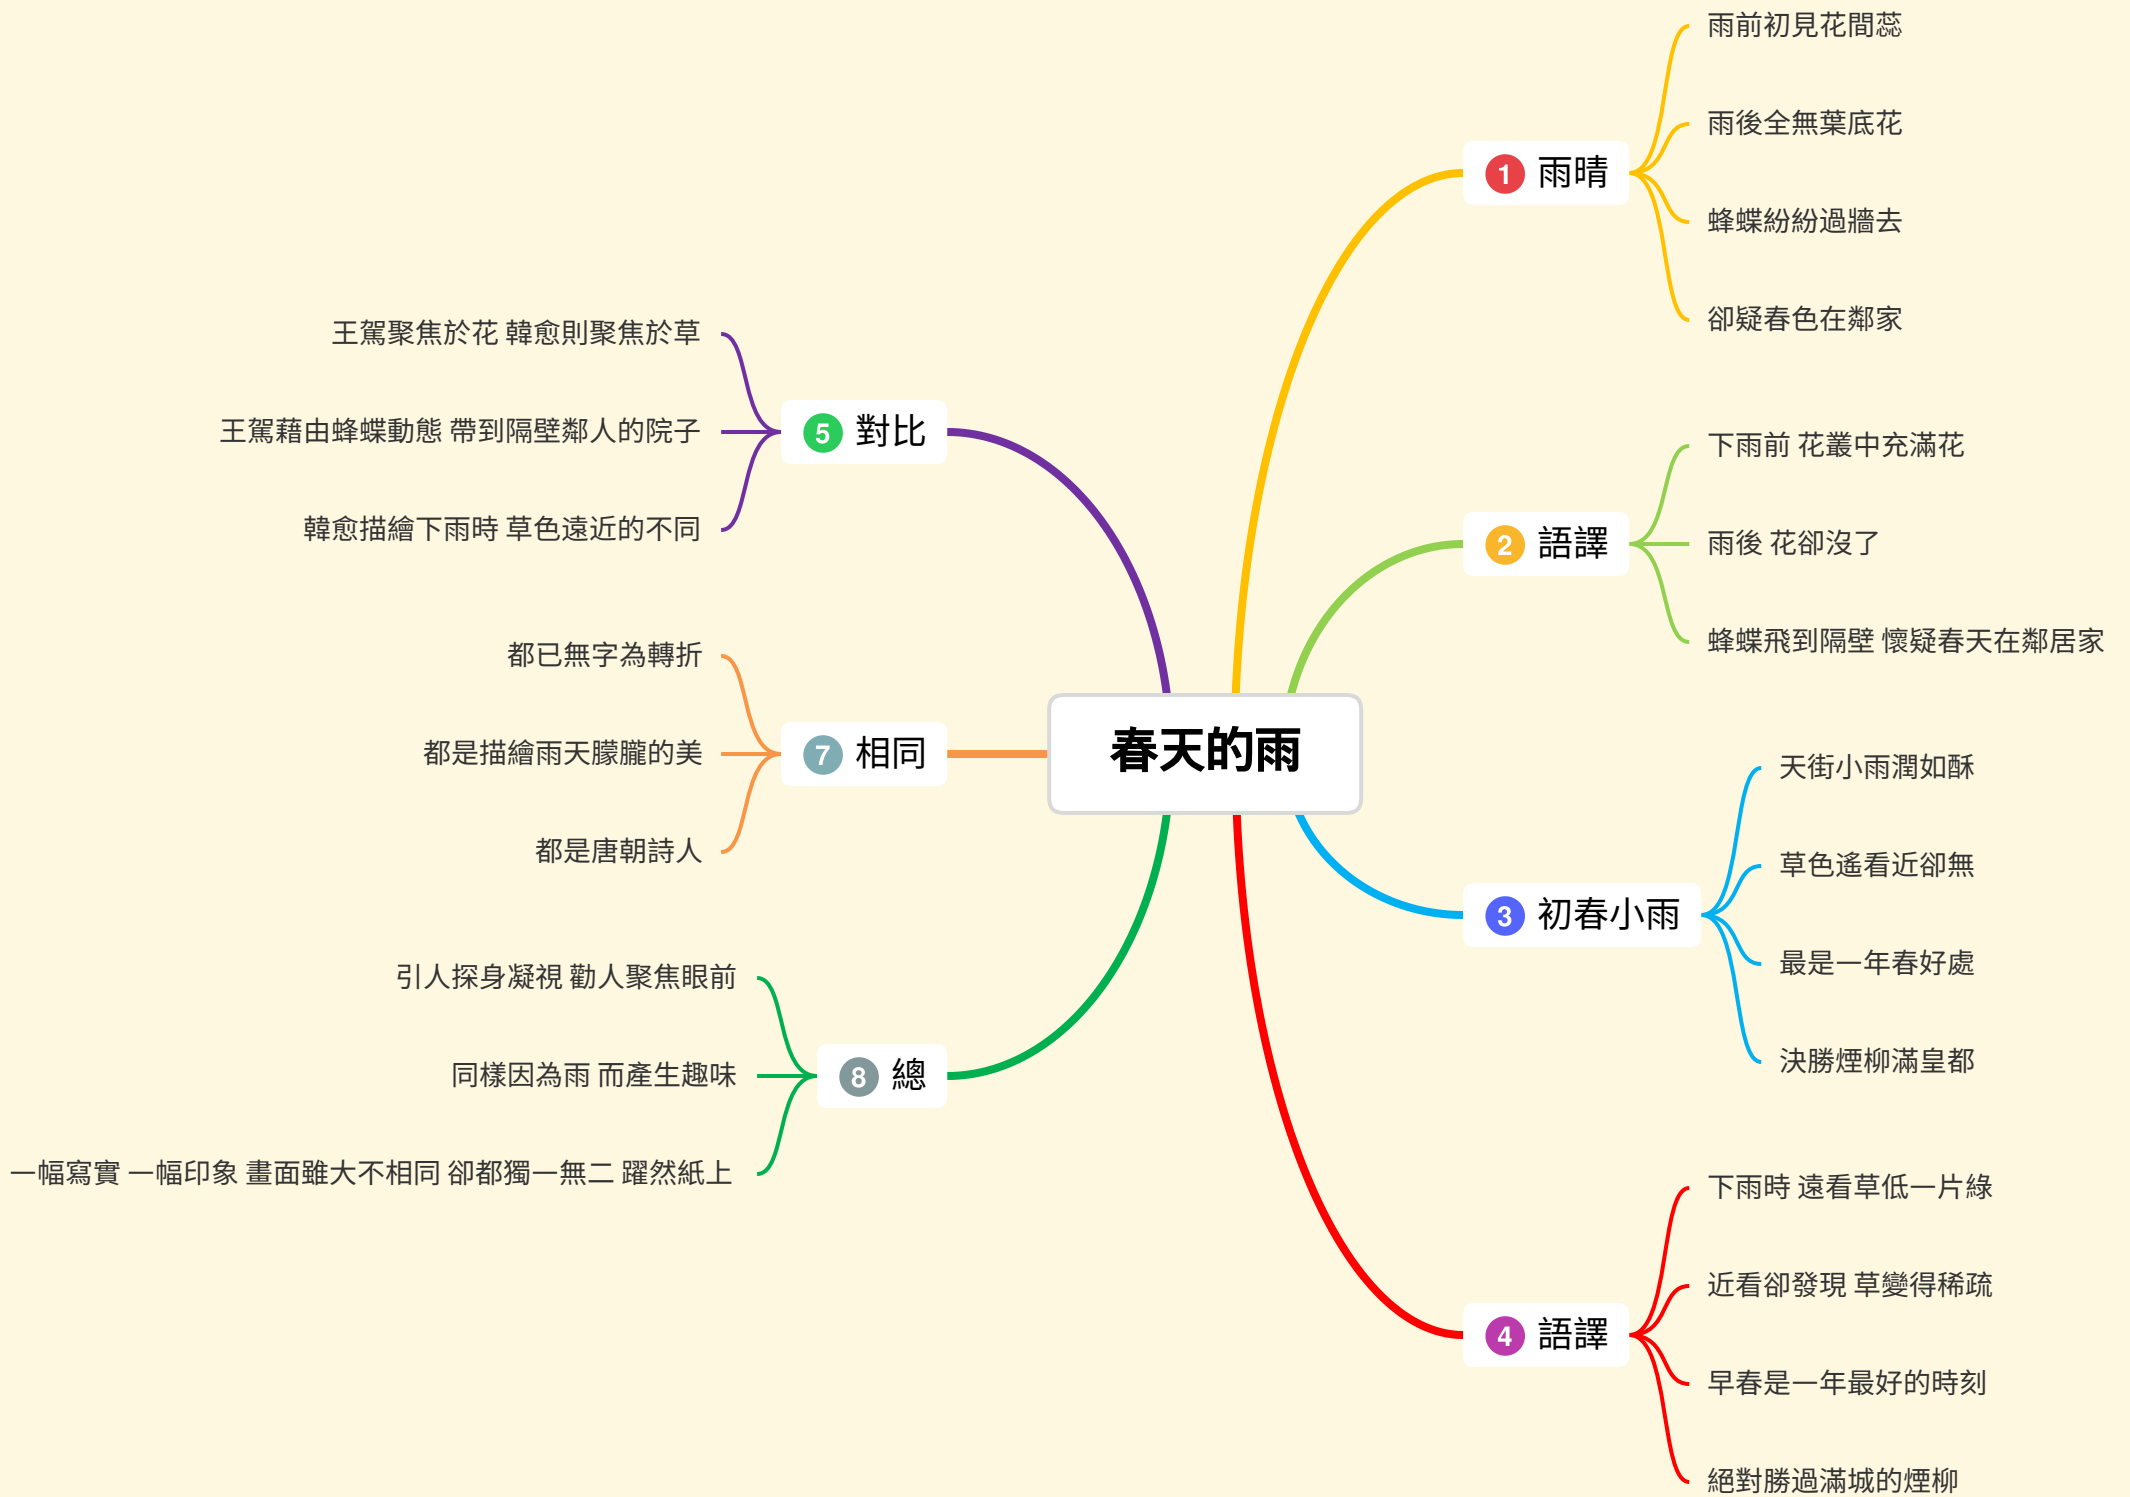 春天的雨
1 雨晴
雨前初見花間蕊
雨後全無葉底花
蜂蝶紛紛過牆去
卻疑春色在鄰家
2 語譯
下雨前 花叢中充滿花
雨後 花卻沒了
蜂蝶飛到隔壁 懷疑春天在鄰居家
3 初春小雨
天街小雨潤如酥
草色遙看近卻無
最是一年春好處
決勝煙柳滿皇都
4 語譯
下雨時 遠看草低一片綠
近看卻發現 草變得稀疏
早春是一年最好的時刻
絕對勝過滿城的煙柳
5 對比
王駕聚焦於花 韓愈則聚焦於草
王駕藉由蜂蝶動態 帶到隔壁鄰人的院子
韓愈描繪下雨時 草色遠近的不同
7 相同
都已無字為轉折
都是描繪雨天朦朧的美
都是唐朝詩人
8 總
引人探身凝視 勸人聚焦眼前
同樣因為雨 而產生趣味
一幅寫實 一幅印象 畫面雖大不相同 卻都獨一無二 躍然紙上